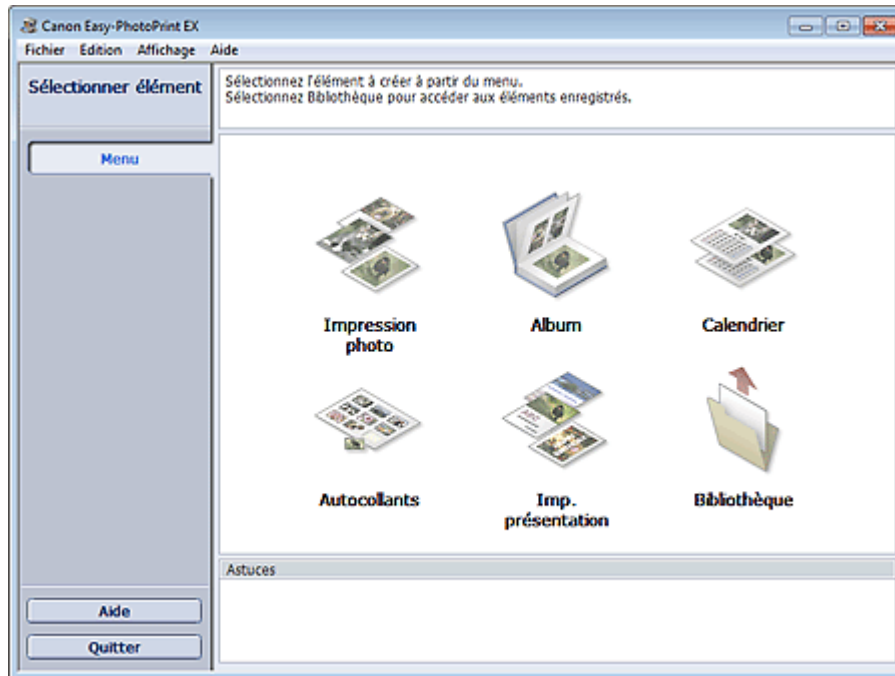 Canon Easy-PhotoPrint EX
Fichier Edition Affichage Aide
Sélectionner élément
Sélectionnez l'élément à créer à partir du menu.
Sélectionnez Bibliothèque pour accéder aux éléments enregistrés.
Menu
Impression
photo
Album
Calendrier
Autocollants
Imp.
présentation
Bibliothèque
Astuces
Aide
Quitter